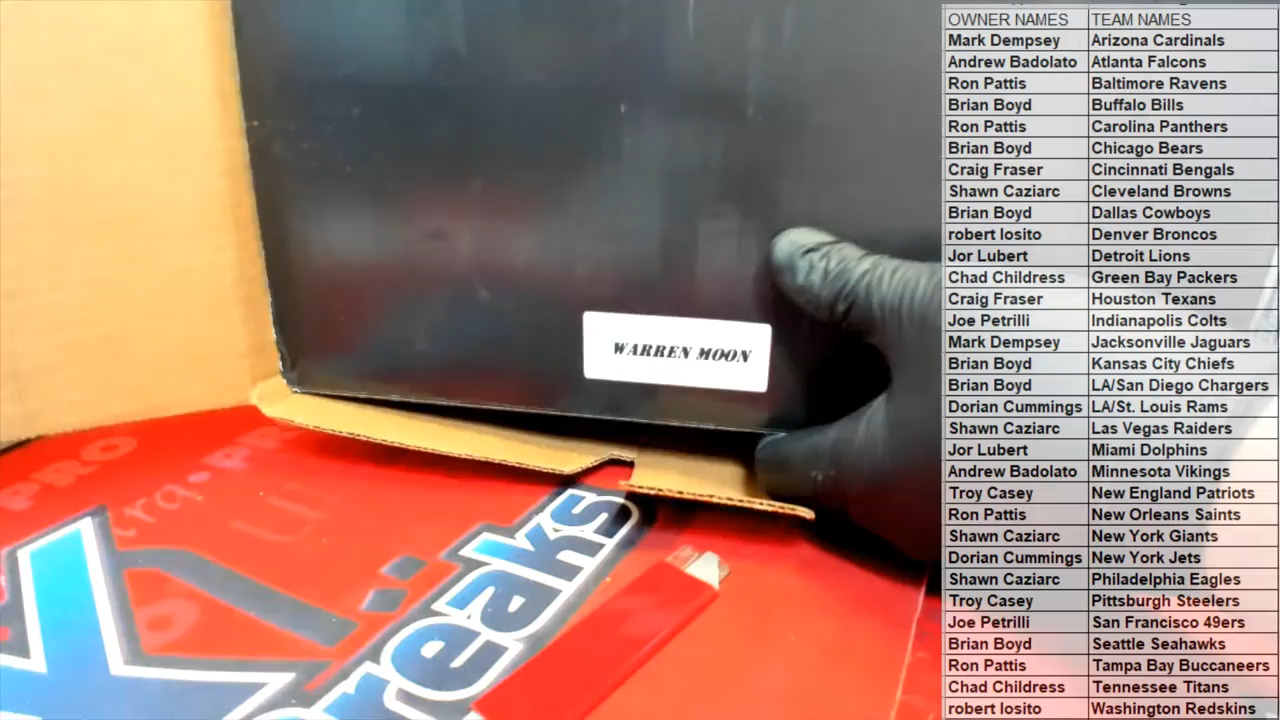 OWNER NAMES TEAM NAMES
Mark Dempsey Arizona Cardinals
Andrew Badolato Atlanta Falcons
Ron Pattis Baltimore Ravens
Brian Boyd Buffalo Bills
Ron Pattis Carolina Panthers
Brian Boyd Chicago Bears
Craig Fraser Cincinnati Bengals
Shawn Caziarc Cleveland Browns
Brian Boyd Dallas Cowboys
robert losito Denver Broncos
Jor Lubert Detroit Lions
Chad Childress Green Bay Packers
Craig Fraser Houston Texans
Joe Petrilli Indianapolis Colts
Mark Dempsey Jacksonville Jaguars
Brian Boyd Kansas City Chiefs
Brian Boyd LA/San Diego Chargers
Dorian Cummings LA/St. Louis Rams
Shawn Caziarc Las Vegas Raiders
Jor Lubert Miami Dolphins
Andrew Badolato Minnesota Vikings
Troy Casey New England Patriots
Ron Pattis New Orleans Saints
Shawn Caziarc New York Giants
Dorian Cummings New York Jets
Shawn Caziarc Philadelphia Eagles
Troy Casey Pittsburgh Steelers
Joe Petrilli San Francisco 49ers
Brian Boyd Seattle Seahawks
Ron Pattis Tampa Bay Buccaneers
Chad Childress Tennessee Titans
robert losito Washington Redskins
WARREN MOON
PRO
reaks